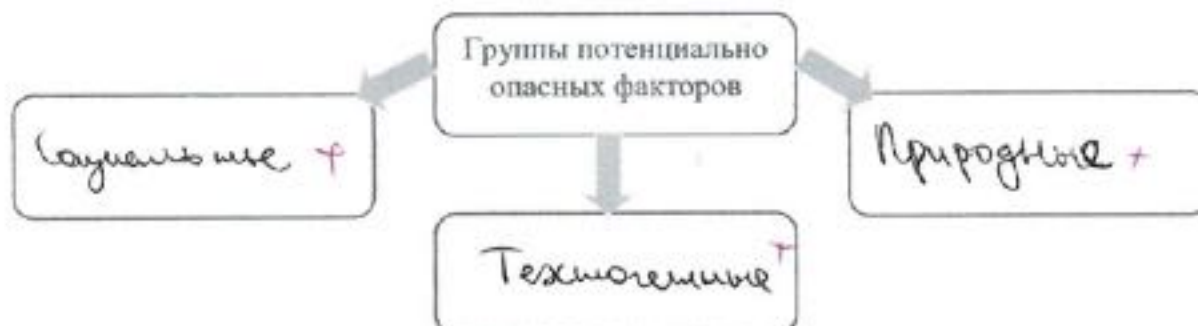 Группы потенциально
опасных факторов
Социальные +
Природные +
Техногенные +